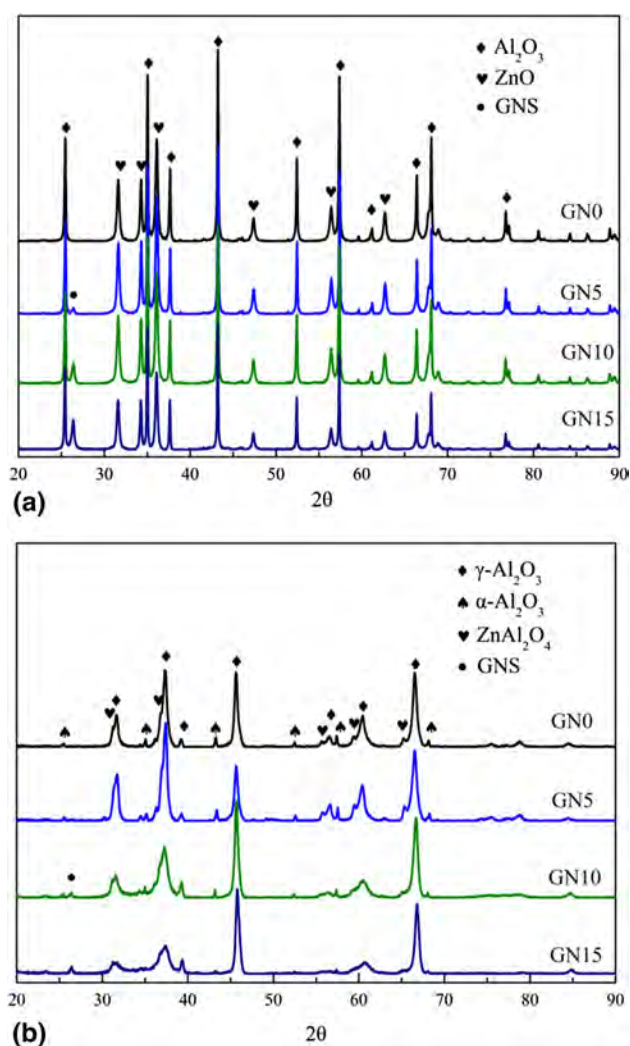 ♦ Al₂O₃
♥ ZnO
● GNS
GN0
GN5
GN10
GN15
20 30 40 50 60 70 80 90
(a)
2θ
♦ γ-Al₂O₃
♠ α-Al₂O₃
♥ ZnAl₂O₄
● GNS
GN0
GN5
GN10
GN15
20 30 40 50 60 70 80 90
(b)
2θ